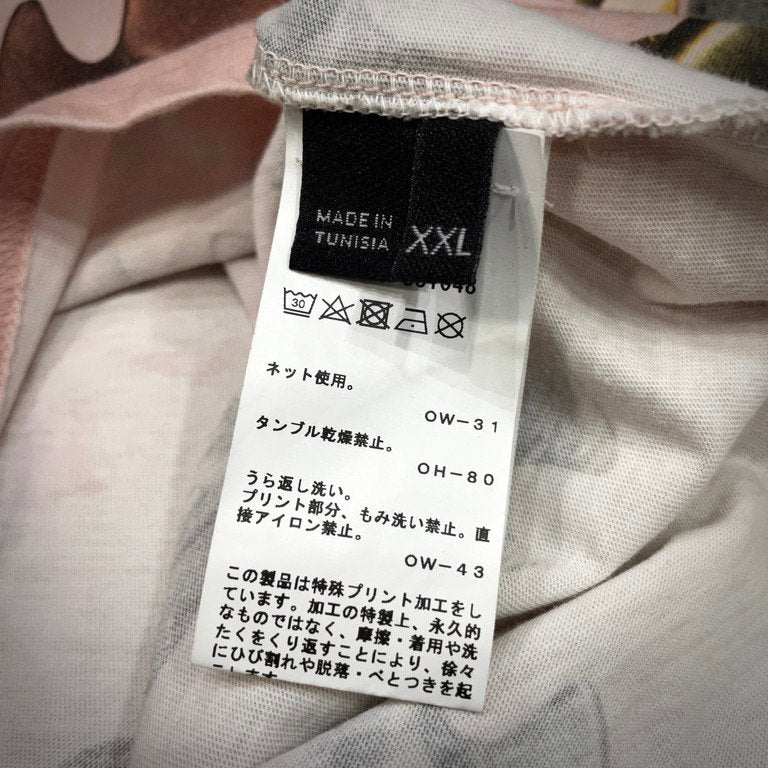 MADE IN
TUNISIA
XXL
30
ネット使用。
OW-31
タンブル乾燥禁止。
OH-80
うら返し洗い。
プリント部分、もみ洗い禁止。直
接アイロン禁止。
OW-43
この製品は特殊プリント加工をし
ています。加工の特製上、永久的
なものではなく、摩擦・着用や洗
たくをくり返すことにより、徐々
にひび割れや脱落・べとつきを起
こします。